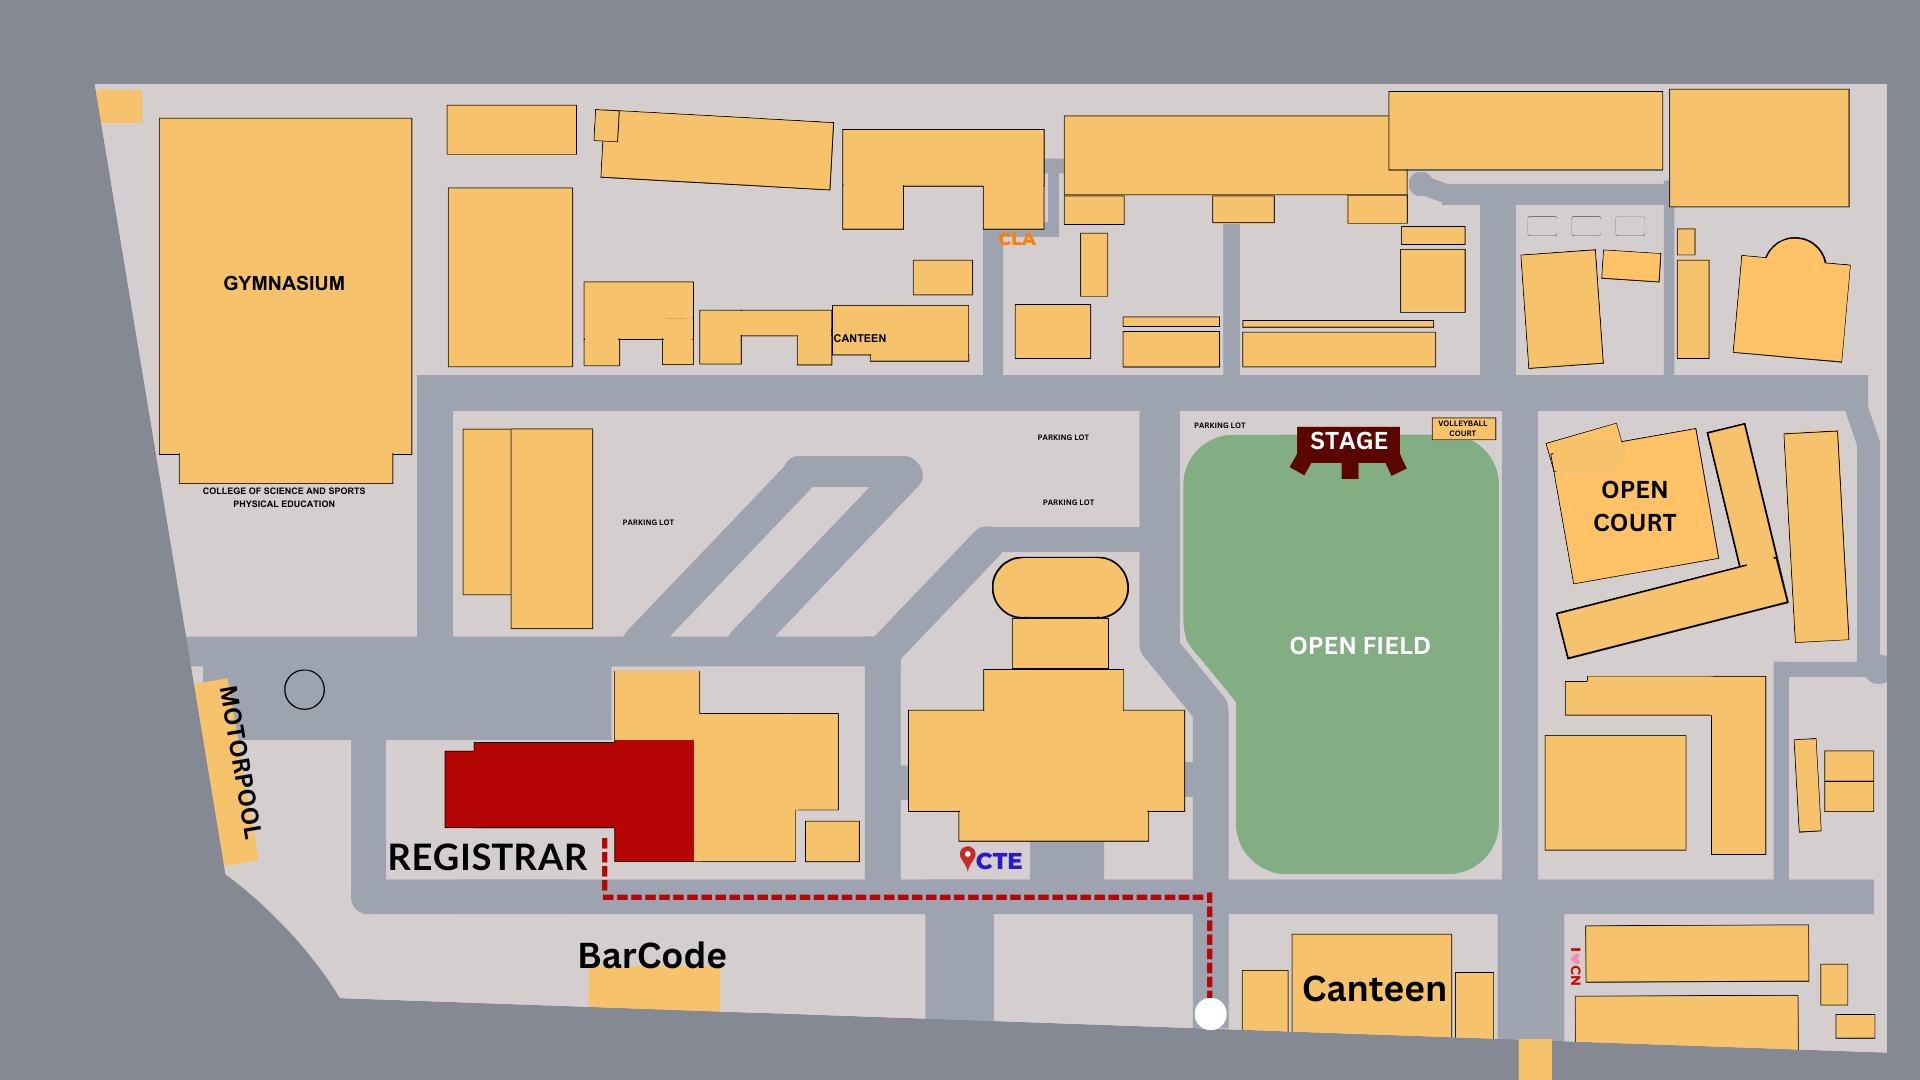 CLA
GYMNASIUM
CANTEEN
COLLEGE OF SCIENCE AND SPORTS
PHYSICAL EDUCATION
PARKING LOT
PARKING LOT
PARKING LOT
PARKING LOT
STAGE
VOLLEYBALL
COURT
OPEN
COURT
OPEN FIELD
MOTORPOOL
REGISTRAR
CTE
BarCode
Canteen
I ♥ CN